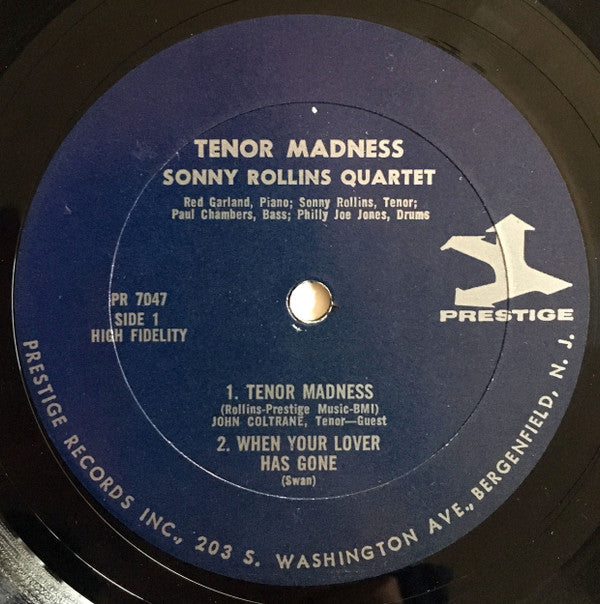 TENOR MADNESS
SONNY ROLLINS QUARTET
Red Garland, Piano; Sonny Rollins, Tenor;
Paul Chambers, Bass; Philly Joe Jones, Drums
PR 7047
SIDE 1
HIGH FIDELITY
PRESTIGE
1. TENOR MADNESS
(Rollins-Prestige Music-BMI)
JOHN COLTRANE, Tenor—Guest
2. WHEN YOUR LOVER
HAS GONE
(Swan)
PRESTIGE RECORDS INC., 203 S. WASHINGTON AVE., BERGENFIELD, N. J.